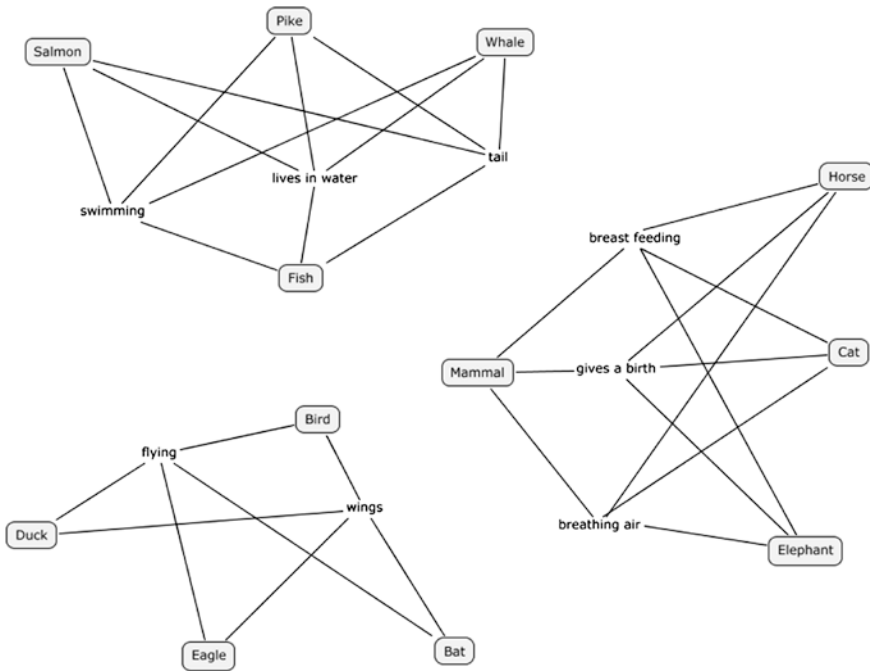 Pike
Whale
Salmon
tail
lives in water
Horse
swimming
breast feeding
Fish
Cat
gives a birth
Mammal
Bird
flying
wings
breathing air
Duck
Elephant
Bat
Eagle